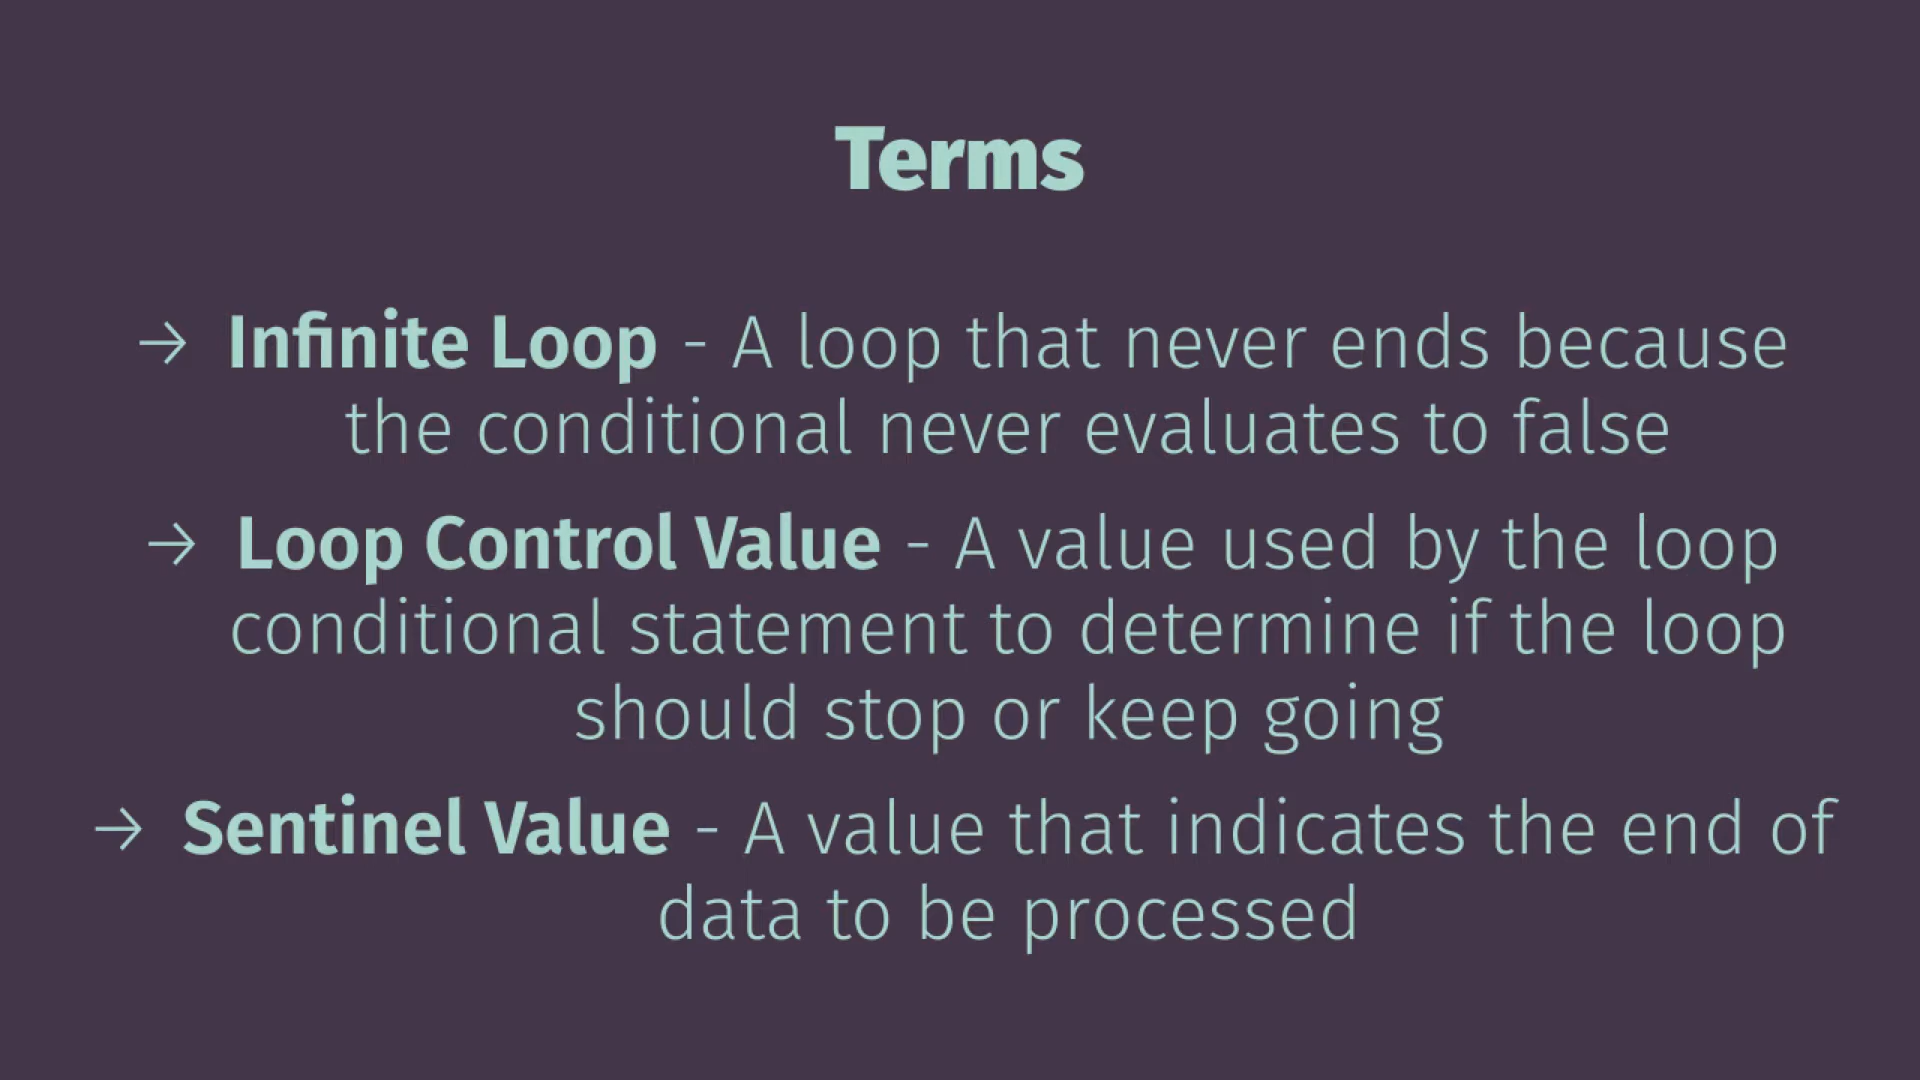 Terms
→ Infinite Loop - A loop that never ends because
the conditional never evaluates to false
→ Loop Control Value - A value used by the loop
conditional statement to determine if the loop
should stop or keep going
→ Sentinel Value - A value that indicates the end of
data to be processed